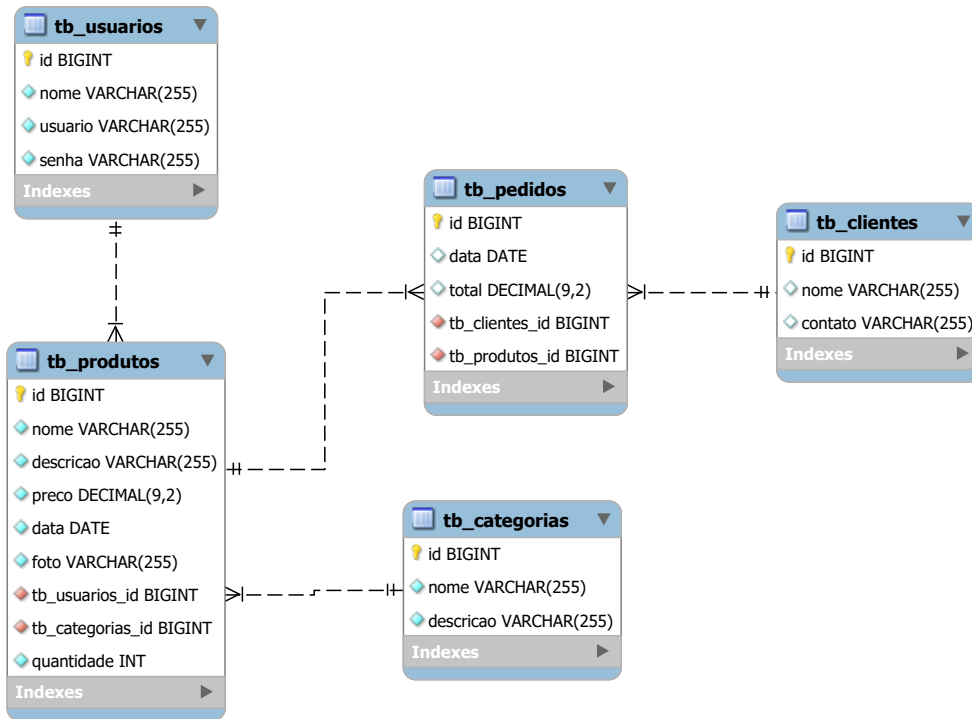 tb_usuarios
id BIGINT
nome VARCHAR(255)
usuario VARCHAR(255)
senha VARCHAR(255)
Indexes
tb_pedidos
id BIGINT
data DATE
total DECIMAL(9,2)
tb_clientes_id BIGINT
tb_produtos_id BIGINT
Indexes
tb_clientes
id BIGINT
nome VARCHAR(255)
contato VARCHAR(255)
Indexes
tb_produtos
id BIGINT
nome VARCHAR(255)
descricao VARCHAR(255)
preco DECIMAL(9,2)
data DATE
foto VARCHAR(255)
tb_usuarios_id BIGINT
tb_categorias_id BIGINT
quantidade INT
Indexes
tb_categorias
id BIGINT
nome VARCHAR(255)
descricao VARCHAR(255)
Indexes